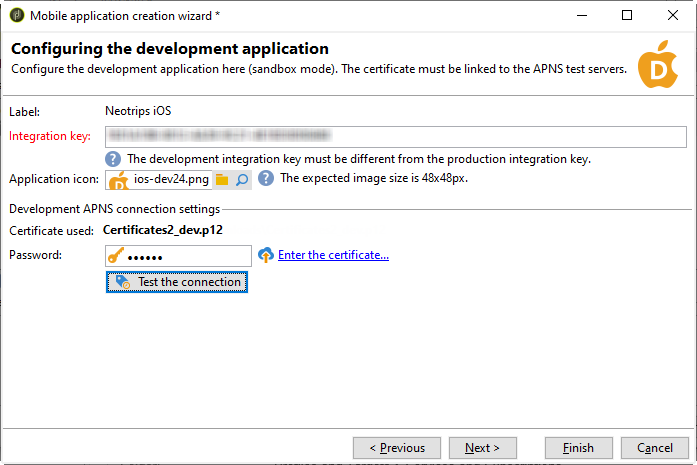 Mobile application creation wizard *
Configuring the development application
Configure the development application here (sandbox mode). The certificate must be linked to the APNS test servers.
D
Label: Neotrips iOS
Integration key:
? The development integration key must be different from the production integration key.
Application icon: D ios-dev24.png ? The expected image size is 48x48px.
Development APNS connection settings
Certificate used: Certificates2_dev.p12
Password: •••••• Enter the certificate...
Test the connection
< Previous Next > Finish Cancel